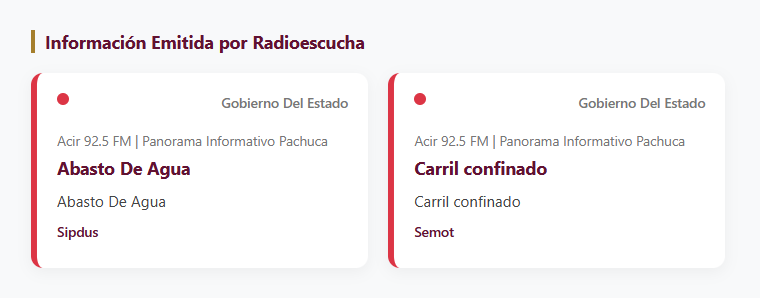 Información Emitida por Radioescucha
Gobierno Del Estado
Acir 92.5 FM | Panorama Informativo Pachuca
Abasto De Agua
Abasto De Agua
Sipdus
Gobierno Del Estado
Acir 92.5 FM | Panorama Informativo Pachuca
Carril confinado
Carril confinado
Semot